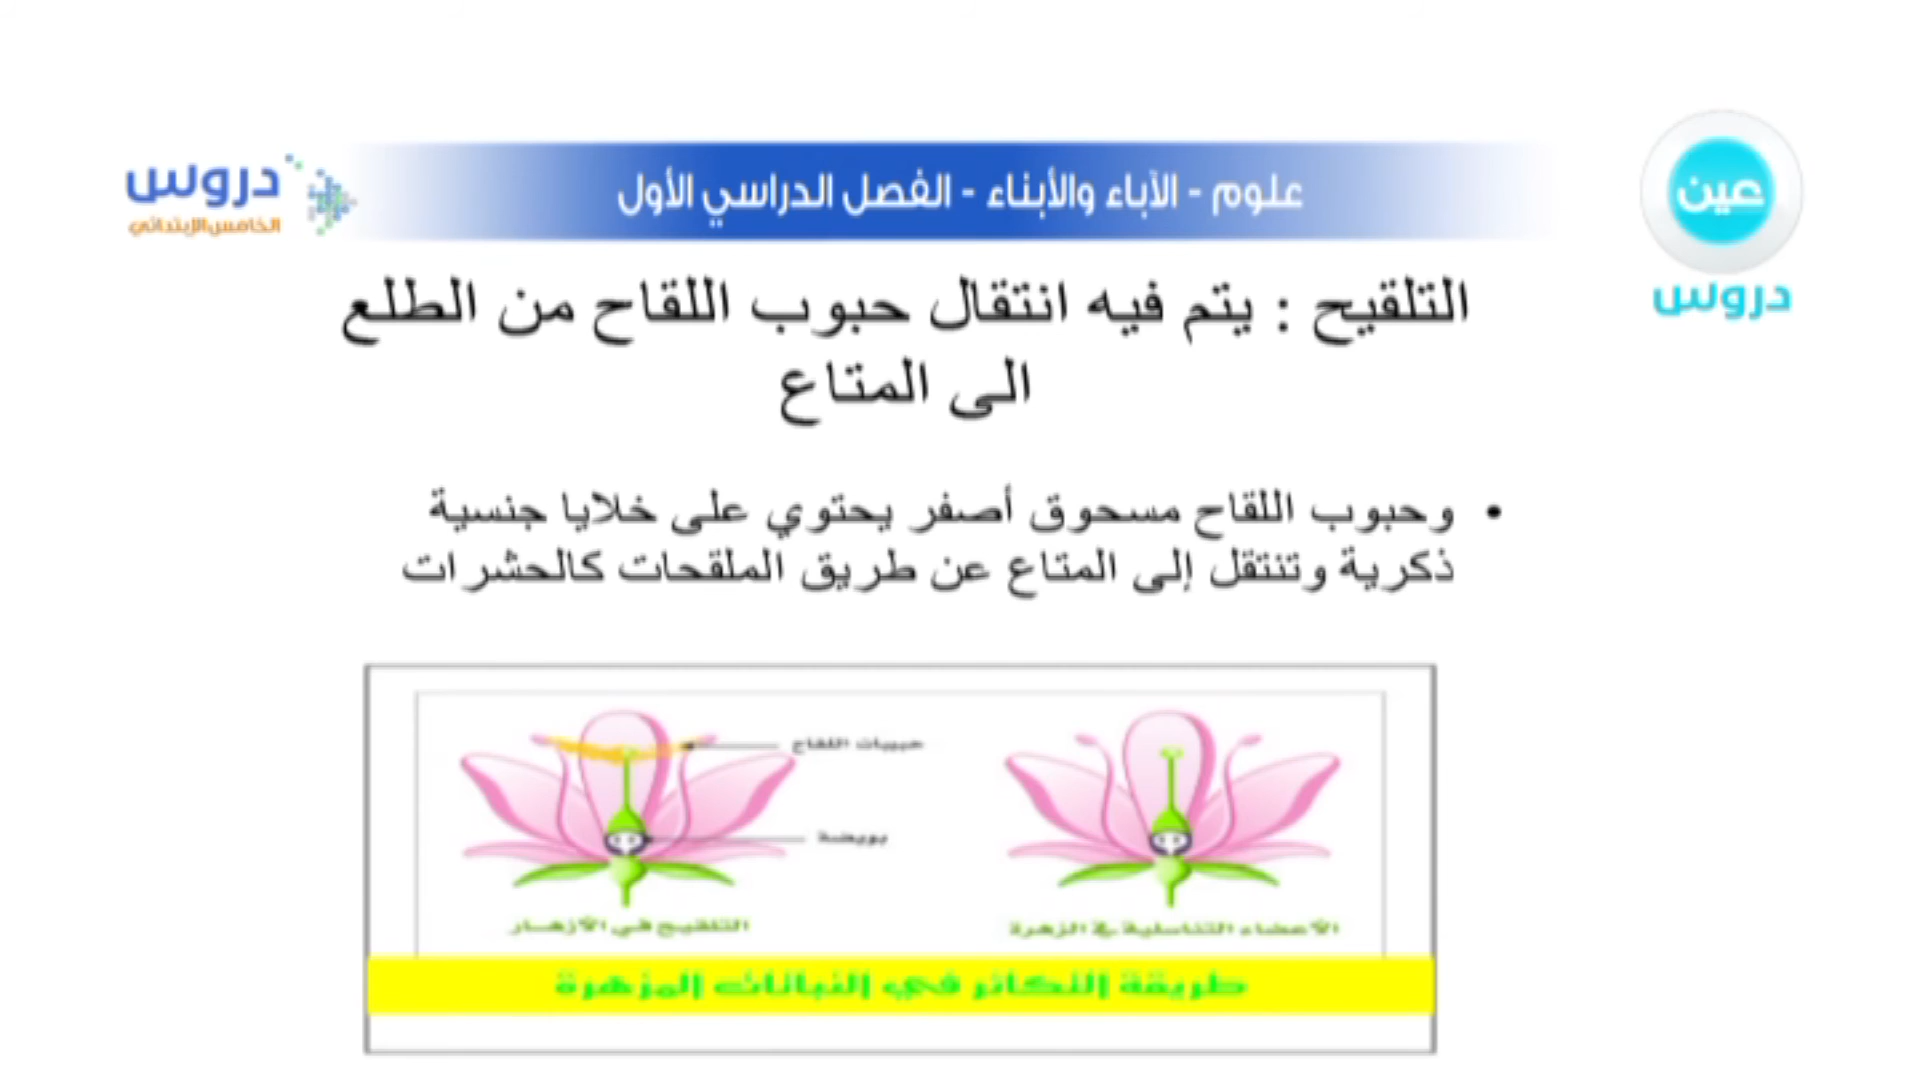 علوم - الآباء والأبناء - الفصل الدراسي الأول
عين
دروس
دروس
الخامس الإبتدائي
التلقيح : يتم فيه انتقال حبوب اللقاح من الطلع
الى المتاع
• وحبوب اللقاح مسحوق أصفر يحتوي على خلايا جنسية
ذكرية وتنتقل إلى المتاع عن طريق الملقحات كالحشرات
حبيبات اللقاح
بويضة
الأعضاء التناسلية في الزهرة
التلقيح في الأزهار
طريقة التكاثر في النباتات المزهرة